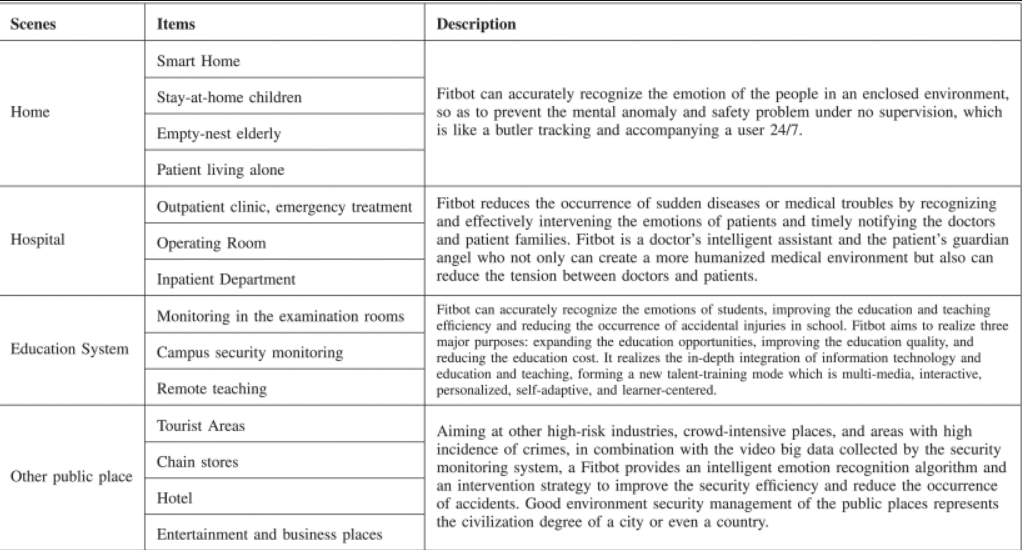 Scenes Items Description
Smart Home
Stay-at-home children
Home
Empty-nest elderly
Patient living alone
Fitbot can accurately recognize the emotion of the people in an enclosed environment,
so as to prevent the mental anomaly and safety problem under no supervision, which
is like a butler tracking and accompanying a user 24/7.
Outpatient clinic, emergency treatment
Hospital
Operating Room
Inpatient Department
Fitbot reduces the occurrence of sudden diseases or medical troubles by recognizing
and effectively intervening the emotions of patients and timely notifying the doctors
and patient families. Fitbot is a doctor's intelligent assistant and the patient's guardian
angel who not only can create a more humanized medical environment but also can
reduce the tension between doctors and patients.
Monitoring in the examination rooms
Education System
Campus security monitoring
Remote teaching
Fitbot can accurately recognize the emotions of students, improving the education and teaching
efficiency and reducing the occurrence of accidental injuries in school. Fitbot aims to realize three
major purposes: expanding the education opportunities, improving the education quality, and
reducing the education cost. It realizes the in-depth integration of information technology and
education and teaching, forming a new talent-training mode which is multi-media, interactive,
personalized, self-adaptive, and learner-centered.
Tourist Areas
Chain stores
Other public place
Hotel
Entertainment and business places
Aiming at other high-risk industries, crowd-intensive places, and areas with high
incidence of crimes, in combination with the video big data collected by the security
monitoring system, a Fitbot provides an intelligent emotion recognition algorithm and
an intervention strategy to improve the security efficiency and reduce the occurrence
of accidents. Good environment security management of the public places represents
the civilization degree of a city or even a country.